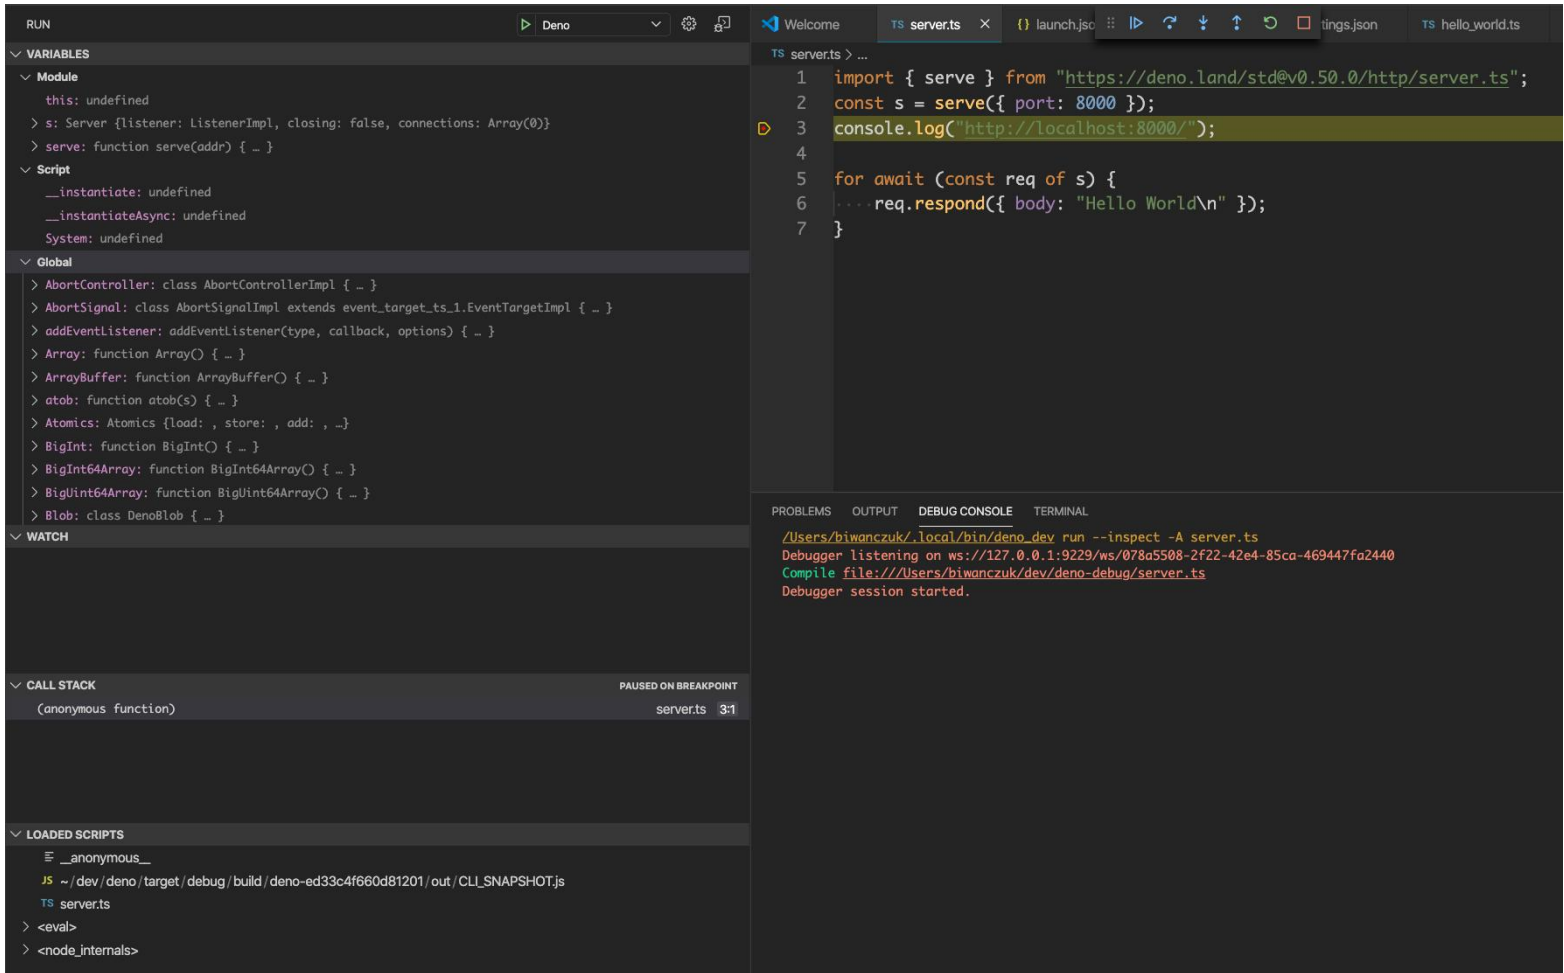 RUN
Deno
VARIABLES
Module
this: undefined
s: Server {listener: ListenerImpl, closing: false, connections: Array(0)}
serve: function serve(addr) { … }
Script
__instantiate: undefined
__instantiateAsync: undefined
System: undefined
Global
AbortController: class AbortControllerImpl { … }
AbortSignal: class AbortSignalImpl extends event_target_ts_1.EventTargetImpl { … }
addEventListener: addEventListener(type, callback, options) { … }
Array: function Array() { … }
ArrayBuffer: function ArrayBuffer() { … }
atob: function atob(s) { … }
Atomics: Atomics {load: , store: , add: , …}
BigInt: function BigInt() { … }
BigInt64Array: function BigInt64Array() { … }
BigUint64Array: function BigUint64Array() { … }
Blob: class DenoBlob { … }
WATCH
CALL STACK PAUSED ON BREAKPOINT
(anonymous function) server.ts 3:1
LOADED SCRIPTS
__anonymous__
JS ~/dev/deno/target/debug/build/deno-ed33c4f660d81201/out/CLI_SNAPSHOT.js
TS server.ts
<eval>
<node_internals>
Welcome TS server.ts {} launch.jsc tings.json TS hello_world.ts
TS server.ts > ...
1 import { serve } from "https://deno.land/std@v0.50.0/http/server.ts";
2 const s = serve({ port: 8000 });
3 console.log("http://localhost:8000/");
4
5 for await (const req of s) {
6 ····req.respond({ body: "Hello World\n" });
7 }
PROBLEMS OUTPUT DEBUG CONSOLE TERMINAL
/Users/biwanczuk/.local/bin/deno_dev run --inspect -A server.ts
Debugger listening on ws://127.0.0.1:9229/ws/078a5508-2f22-42e4-85ca-469447fa2440
Compile file:///Users/biwanczuk/dev/deno-debug/server.ts
Debugger session started.